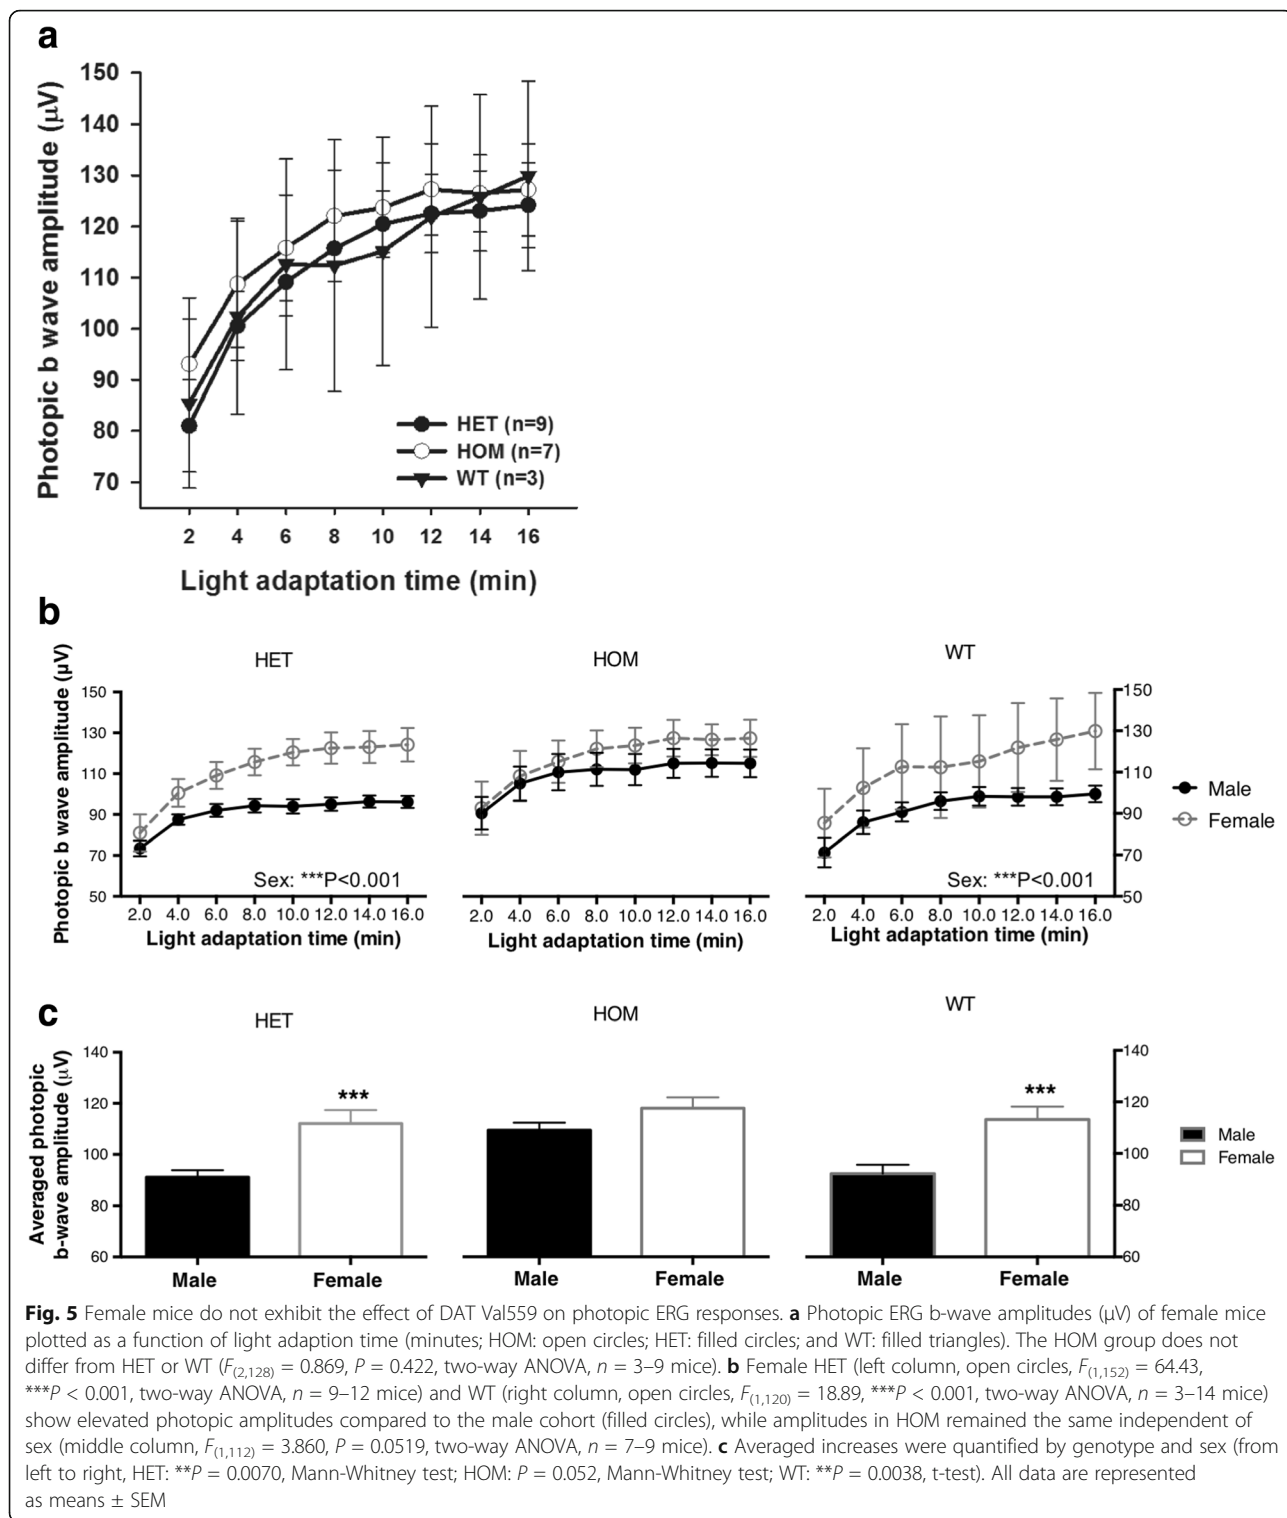 a
Photopic b wave amplitude (µV)
150
140
130
120
110
100
90
80
70
HET (n=9)
HOM (n=7)
WT (n=3)
2 4 6 8 10 12 14 16
Light adaptation time (min)
b
HET
HOM
WT
Photopic b wave amplitude (µV)
150
130
110
90
70
50
Sex: ***P<0.001
2.0 4.0 6.0 8.0 10.0 12.0 14.0 16.0
Light adaptation time (min)
2.0 4.0 6.0 8.0 10.0 12.0 14.0 16.0
Light adaptation time (min)
Sex: ***P<0.001
2.0 4.0 6.0 8.0 10.0 12.0 14.0 16.0
Light adaptation time (min)
150
130
110
90
70
50
Male
Female
c
HET
HOM
WT
Averaged photopic
b-wave amplitude (µV)
140
120
100
80
60
***
***
140
120
100
80
60
Male
Female
Male Female
Male Female
Male Female
Fig. 5 Female mice do not exhibit the effect of DAT Val559 on photopic ERG responses. a Photopic ERG b-wave amplitudes (µV) of female mice
plotted as a function of light adaption time (minutes; HOM: open circles; HET: filled circles; and WT: filled triangles). The HOM group does not
differ from HET or WT (F(2,128) = 0.869, P = 0.422, two-way ANOVA, n = 3–9 mice). b Female HET (left column, open circles, F(1,152) = 64.43,
***P < 0.001, two-way ANOVA, n = 9–12 mice) and WT (right column, open circles, F(1,120) = 18.89, ***P < 0.001, two-way ANOVA, n = 3–14 mice)
show elevated photopic amplitudes compared to the male cohort (filled circles), while amplitudes in HOM remained the same independent of
sex (middle column, F(1,112) = 3.860, P = 0.0519, two-way ANOVA, n = 7–9 mice). c Averaged increases were quantified by genotype and sex (from
left to right, HET: **P = 0.0070, Mann-Whitney test; HOM: P = 0.052, Mann-Whitney test; WT: **P = 0.0038, t-test). All data are represented
as means ± SEM